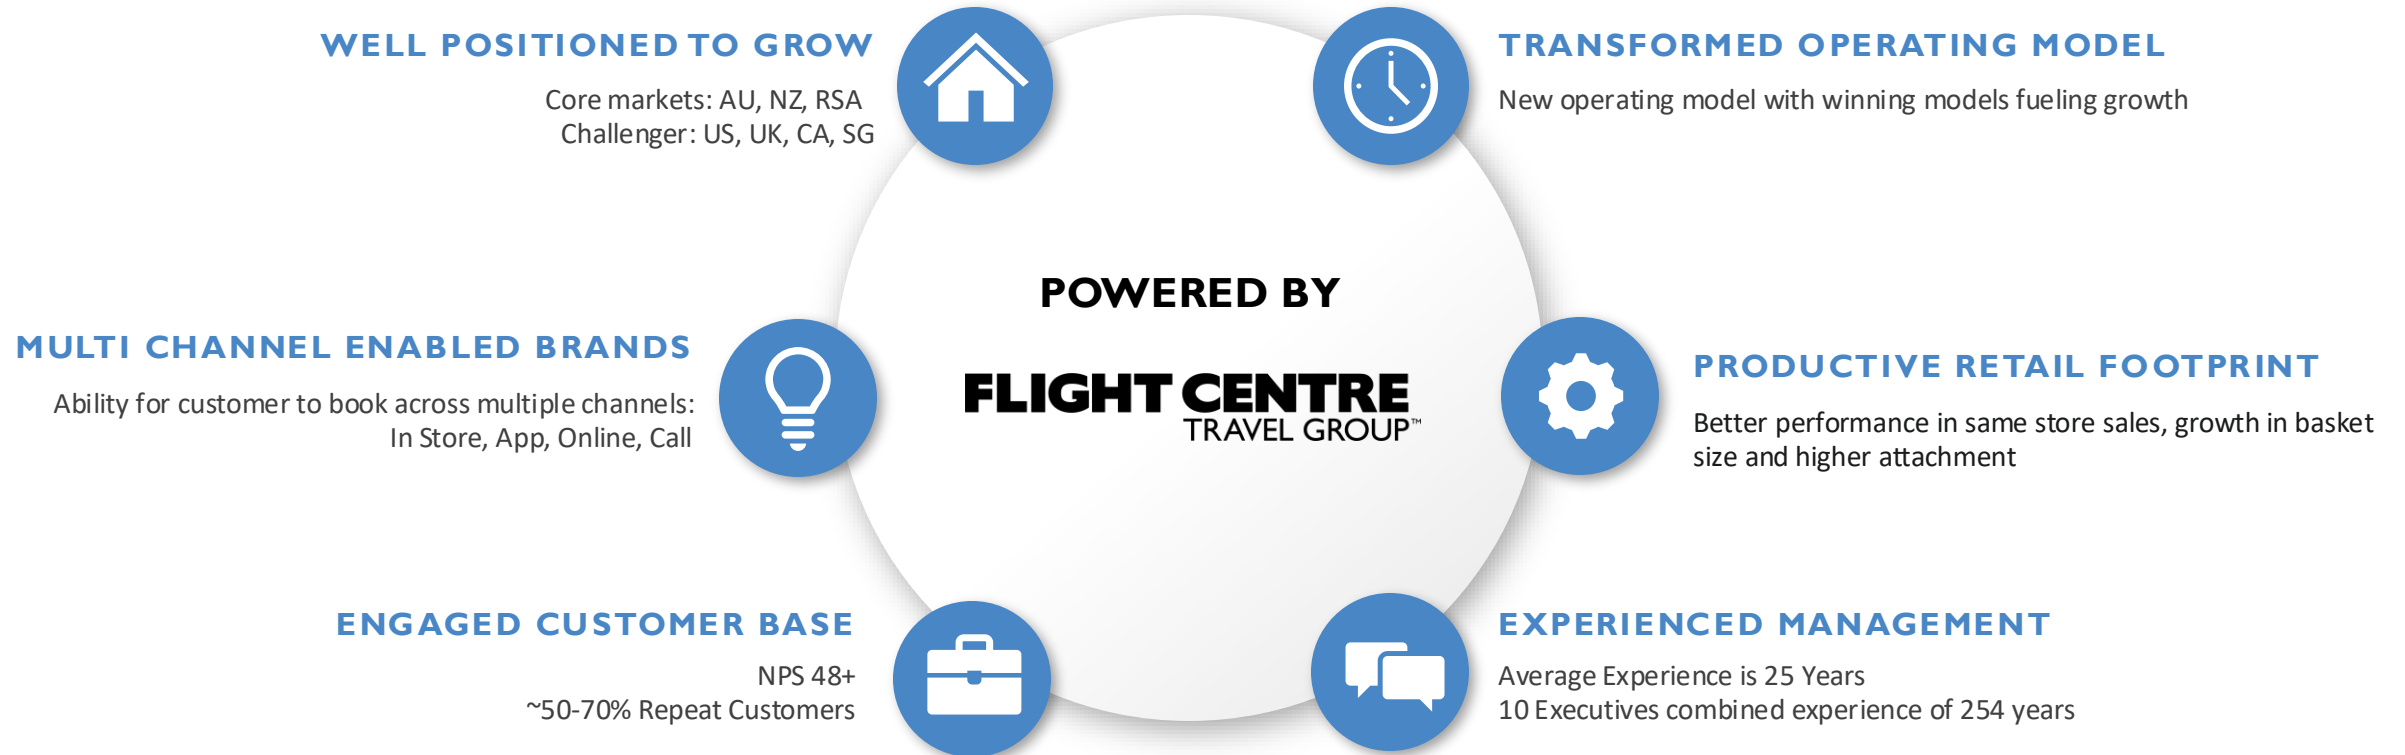 WELL POSITIONED TO GROW
Core markets: AU, NZ, RSA
Challenger: US, UK, CA, SG
TRANSFORMED OPERATING MODEL
New operating model with winning models fueling growth
MULTI CHANNEL ENABLED BRANDS
Ability for customer to book across multiple channels:
In Store, App, Online, Call
POWERED BY
FLIGHT CENTRE
TRAVEL GROUP™
PRODUCTIVE RETAIL FOOTPRINT
Better performance in same store sales, growth in basket
size and higher attachment
ENGAGED CUSTOMER BASE
NPS 48+
~50-70% Repeat Customers
EXPERIENCED MANAGEMENT
Average Experience is 25 Years
10 Executives combined experience of 254 years